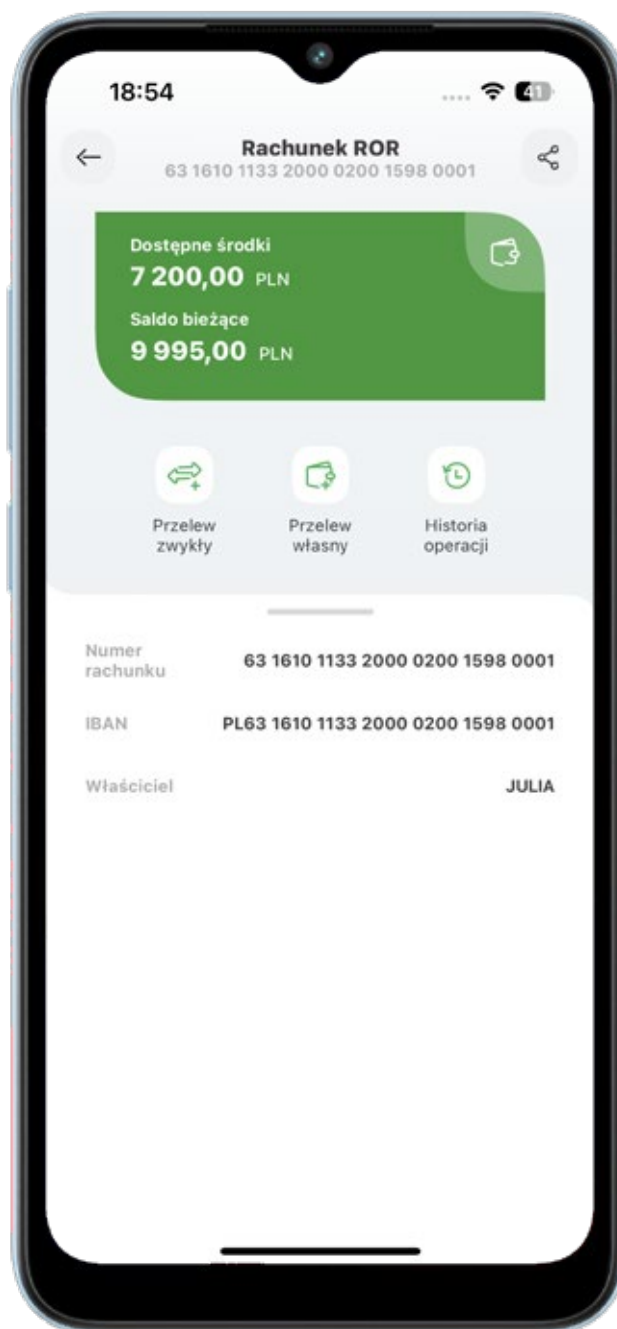 18:54
41
Rachunek ROR
63 1610 1133 2000 0200 1598 0001
Dostępne środki
7 200,00 PLN
Saldo bieżące
9 995,00 PLN
Przelew
zwykły
Przelew
własny
Historia
operacji
Numer
rachunku
63 1610 1133 2000 0200 1598 0001
IBAN PL63 1610 1133 2000 0200 1598 0001
Właściciel JULIA